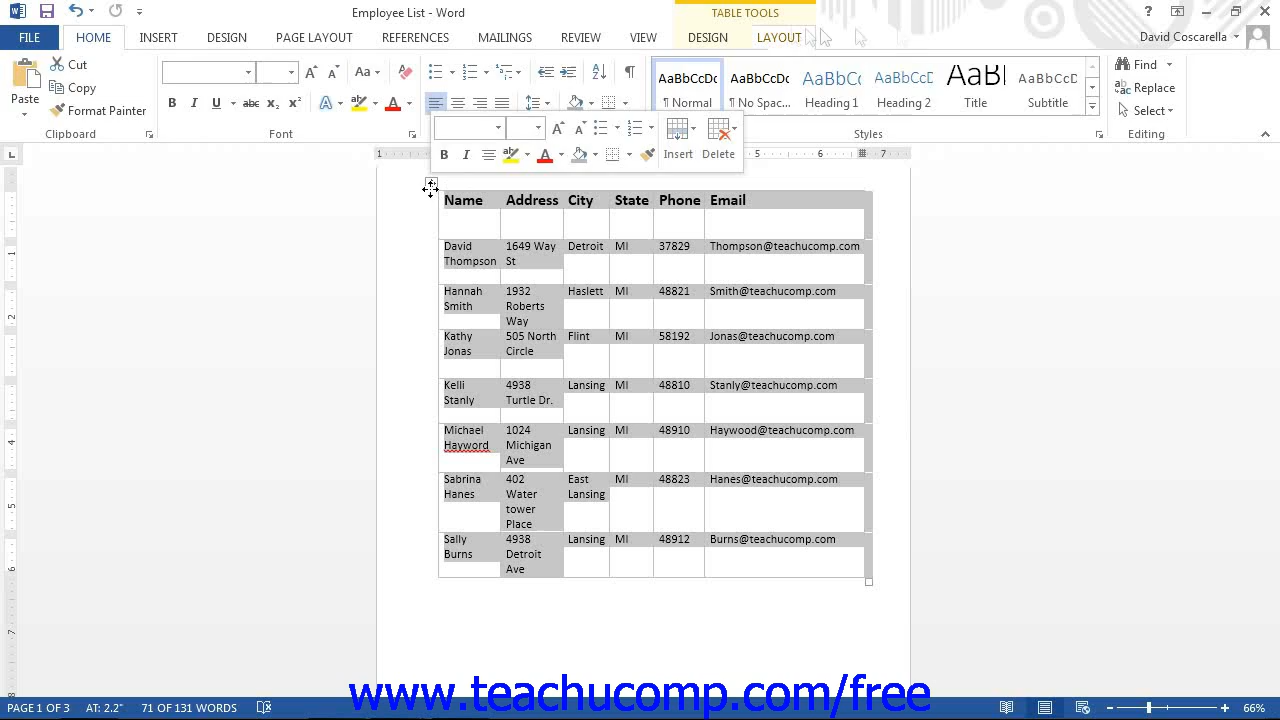 Employee List - Word
TABLE TOOLS
FILE HOME INSERT DESIGN PAGE LAYOUT REFERENCES MAILINGS REVIEW VIEW DESIGN LAYOUT
David Coscarella
Paste
Cut
Copy
Format Painter
Clipboard
Font
AaBbCcDc AaBbCcDc AaBbCc AaBbCcD AaBl AaBbCcD
¶ Normal ¶ No Spac... Heading 1 Heading 2 Title Subtit
Styles
Find
Replace
Select
Editing
Insert Delete
1 5 6 7
Name Address City State Phone Email
David Thompson 1649 Way St Detroit MI 37829 Thompson@teachucomp.com
Hannah Smith 1932 Roberts Way Haslett MI 48821 Smith@teachucomp.com
Kathy Jonas 505 North Circle Flint MI 58192 Jonas@teachucomp.com
Kelli Stanly 4938 Turtle Dr. Lansing MI 48810 Stanly@teachucomp.com
Michael Hayword 1024 Michigan Ave Lansing MI 48910 Haywood@teachucomp.com
Sabrina Hanes 402 Water tower Place East Lansing MI 48823 Hanes@teachucomp.com
Sally Burns 4938 Detroit Ave Lansing MI 48912 Burns@teachucomp.com
www.teachucomp.com/free
PAGE 1 OF 3 AT: 2.2" 71 OF 131 WORDS 66%